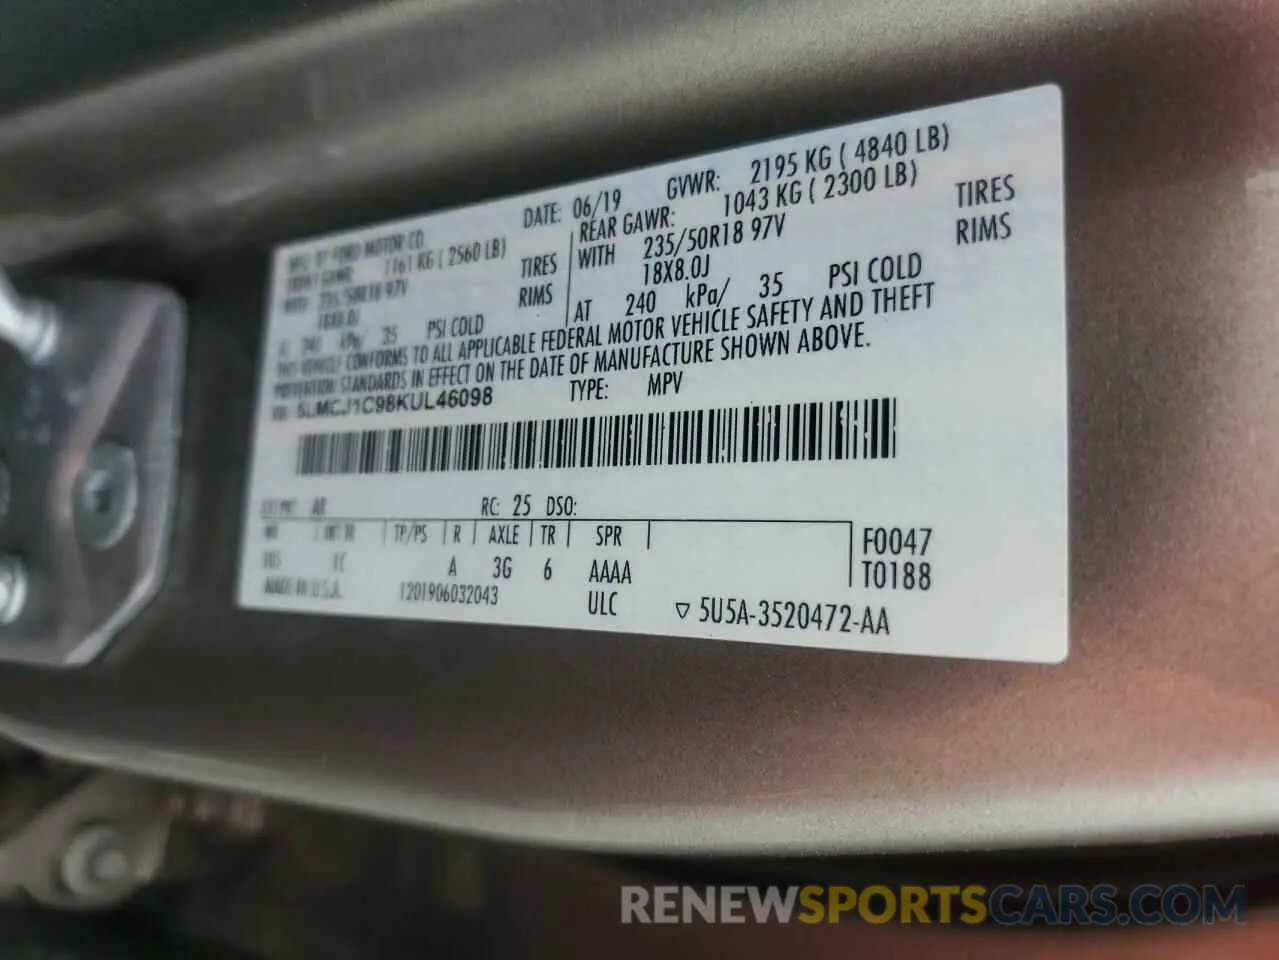 MFG. BY FORD MOTOR CO. DATE: 06/19 GVWR: 2195 KG ( 4840 LB)
FRONT GAWR: 1161 KG ( 2560 LB) REAR GAWR: 1043 KG ( 2300 LB)
WITH 235/50R18 97V TIRES WITH 235/50R18 97V TIRES
18X8.0J RIMS 18X8.0J RIMS
AT 240 kPa/ 35 PSI COLD AT 240 kPa/ 35 PSI COLD
THIS VEHICLE CONFORMS TO ALL APPLICABLE FEDERAL MOTOR VEHICLE SAFETY AND THEFT
PREVENTION STANDARDS IN EFFECT ON THE DATE OF MANUFACTURE SHOWN ABOVE.
VIN: 5LMCJ1C98KUL46098 TYPE: MPV
RC: 25 DSO:
TP/PS R AXLE TR SPR F0047
A 3G 6 AAAA T0188
MADE IN U.S.A. 1201906032043 ULC ▽ 5U5A-3520472-AA
RENEWSPORTSCARS.COM